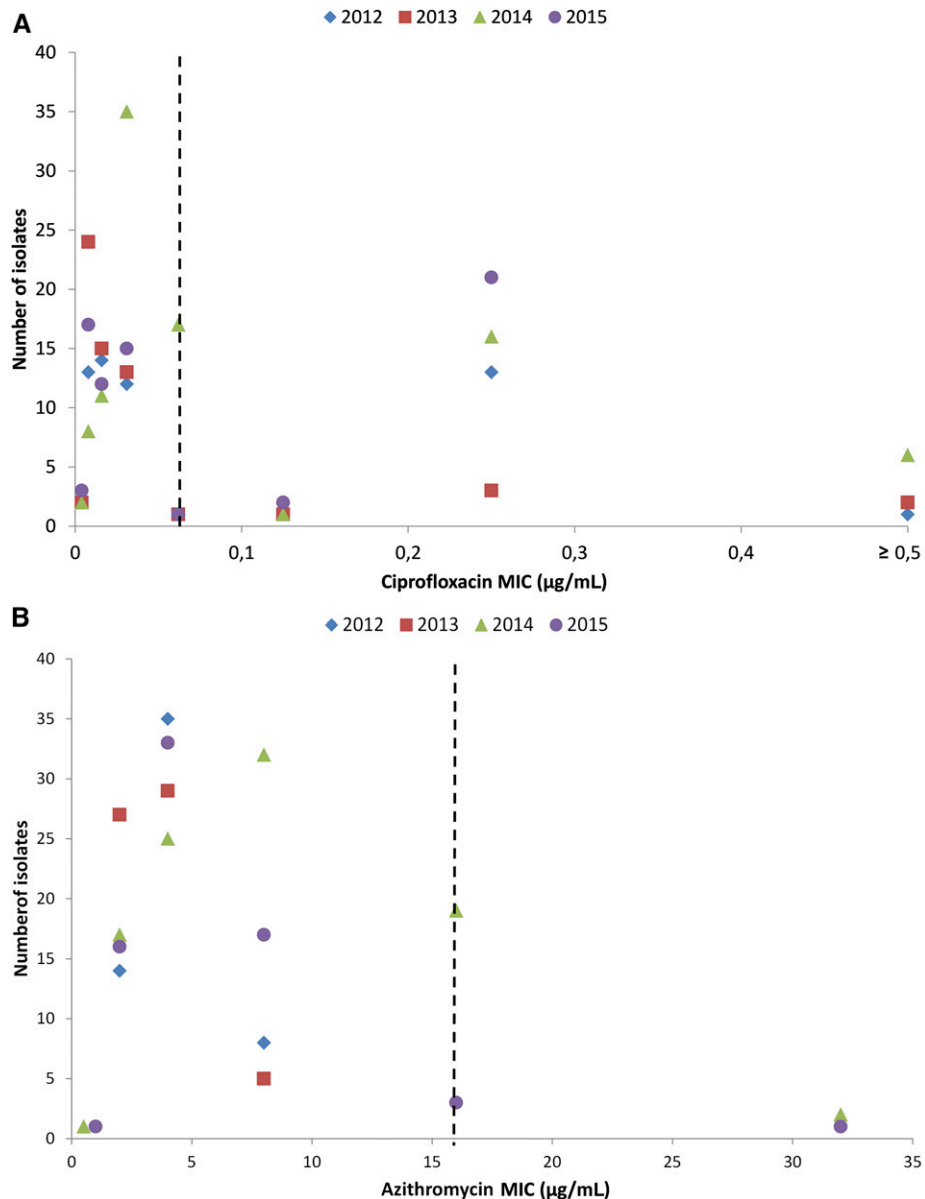 A
2012 2013 2014 2015
40
35
30
25
20
15
10
5
0
Number of isolates
0 0,1 0,2 0,3 0,4 ≥ 0,5
Ciprofloxacin MIC (µg/mL)
B
2012 2013 2014 2015
40
35
30
25
20
15
10
5
0
Numberof isolates
0 5 10 15 20 25 30 35
Azithromycin MIC (µg/mL)